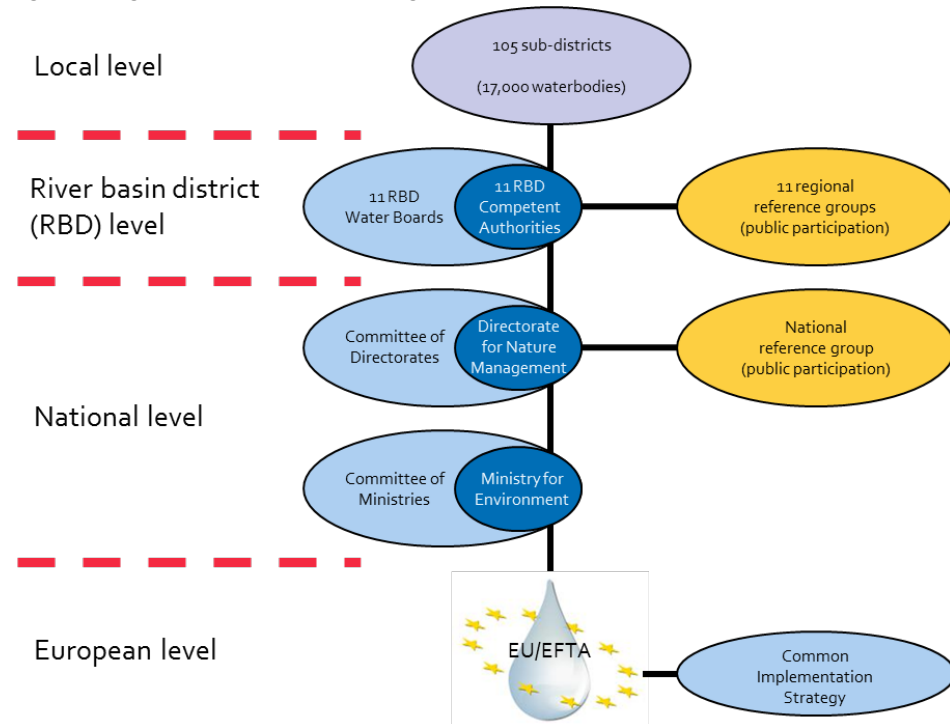 Local level
105 sub-districts
(17,000 waterbodies)
River basin district
(RBD) level
11 RBD
Water Boards
11 RBD
Competent
Authorities
11 regional
reference groups
(public participation)
National level
Committee of
Directorates
Directorate
for Nature
Management
National
reference group
(public participation)
Committee of
Ministries
Ministry for
Environment
European level
EU/EFTA
Common
Implementation
Strategy